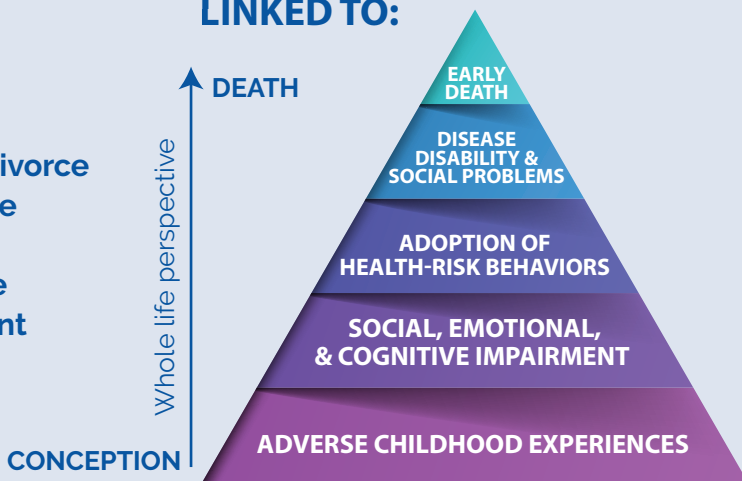 LINKED TO:
DEATH
Whole life perspective
CONCEPTION
ivorce
e
e
nt
EARLY
DEATH
DISEASE
DISABILITY &
SOCIAL PROBLEMS
ADOPTION OF
HEALTH-RISK BEHAVIORS
SOCIAL, EMOTIONAL,
& COGNITIVE IMPAIRMENT
ADVERSE CHILDHOOD EXPERIENCES